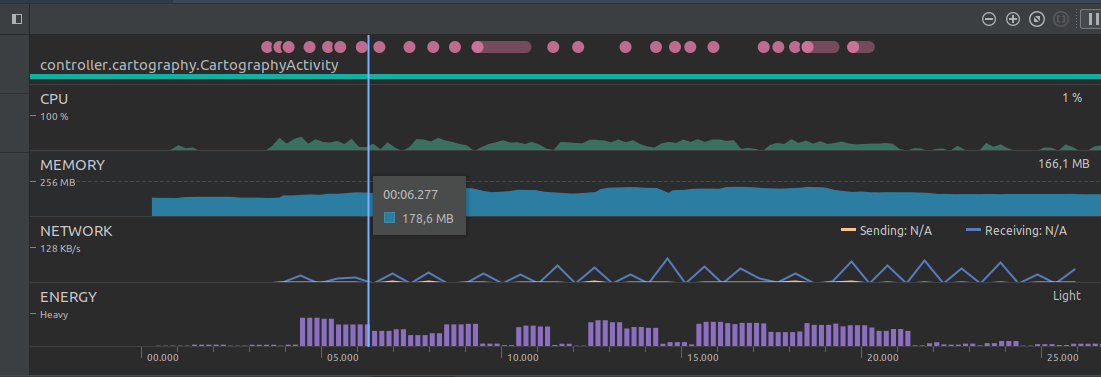 controller.cartography.CartographyActivity
CPU
1 %
100 %
MEMORY
166,1 MB
256 MB
00:06.277
178,6 MB
NETWORK
Sending: N/A
Receiving: N/A
128 KB/s
ENERGY
Light
Heavy
00.000
05.000
10.000
15.000
20.000
25.000